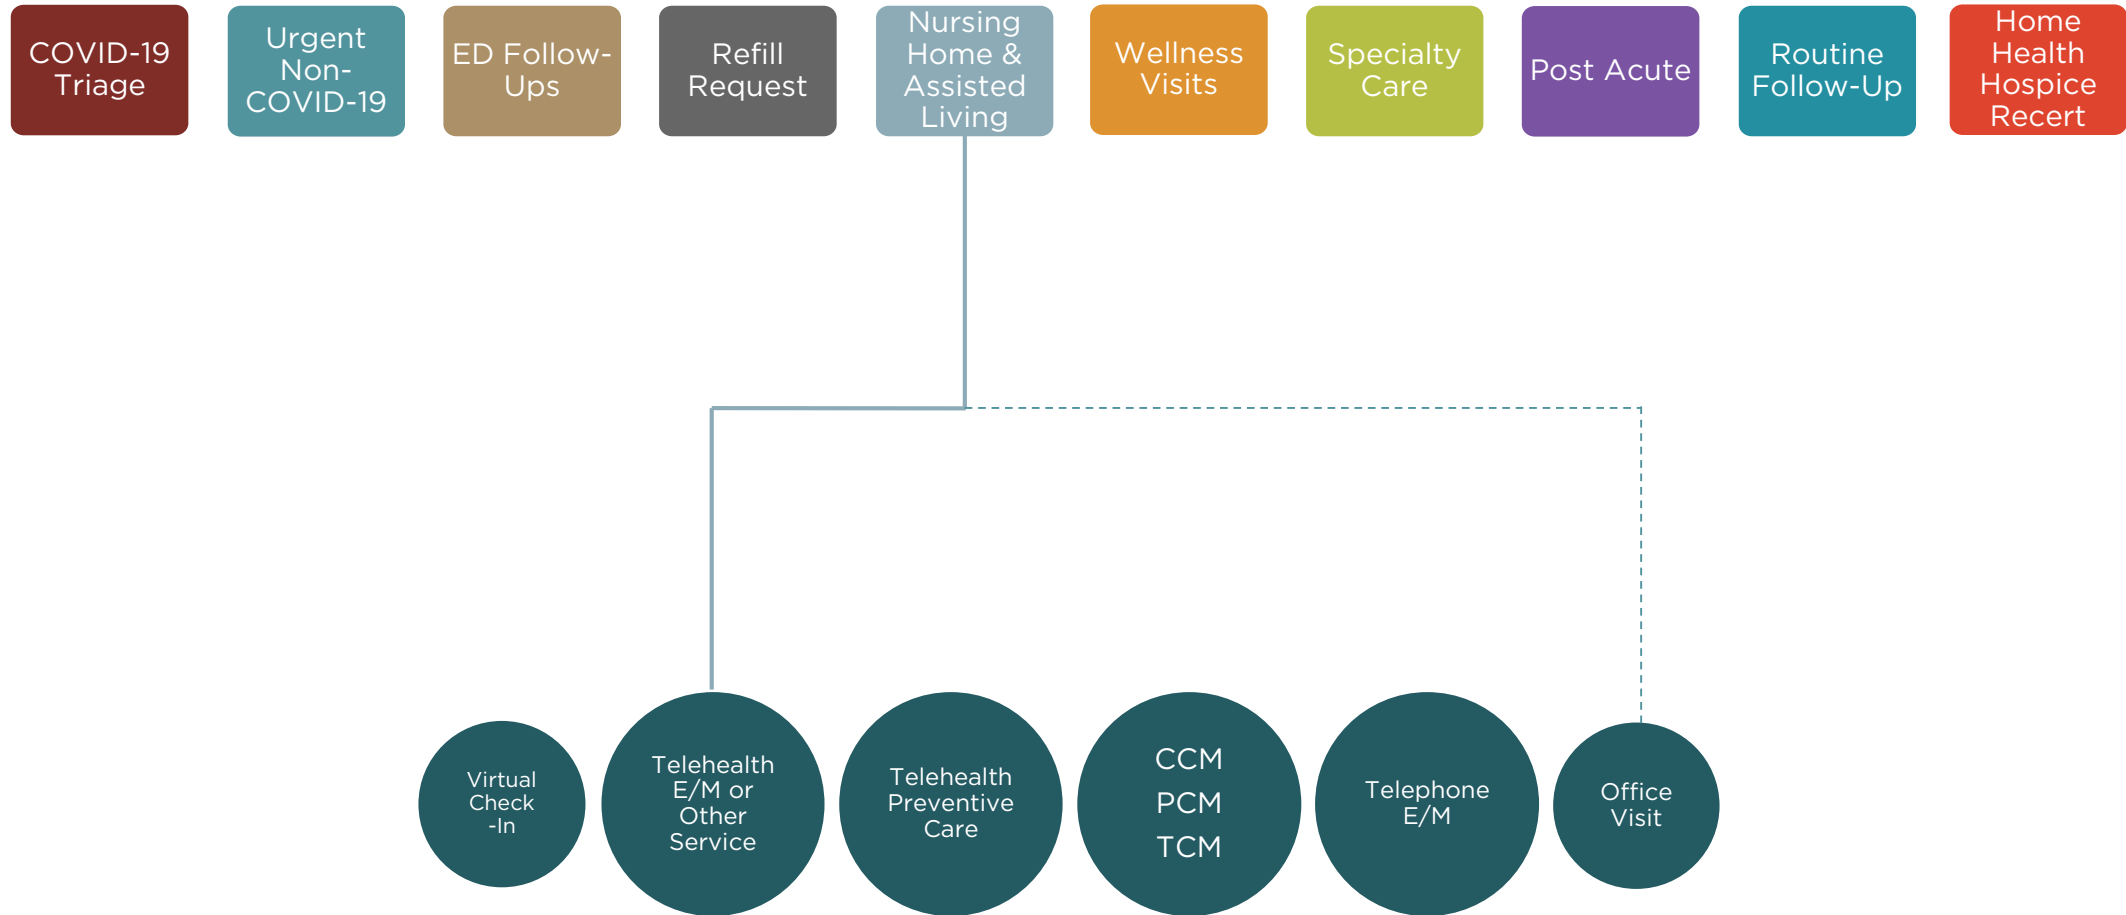 COVID-19
Triage
Urgent
Non-
COVID-19
ED Follow-
Ups
Refill
Request
Nursing
Home &
Assisted
Living
Wellness
Visits
Specialty
Care
Post Acute
Routine
Follow-Up
Home
Health
Hospice
Recert
Virtual
Check
-In
Telehealth
E/M or
Other
Service
Telehealth
Preventive
Care
CCM
PCM
TCM
Telephone
E/M
Office
Visit